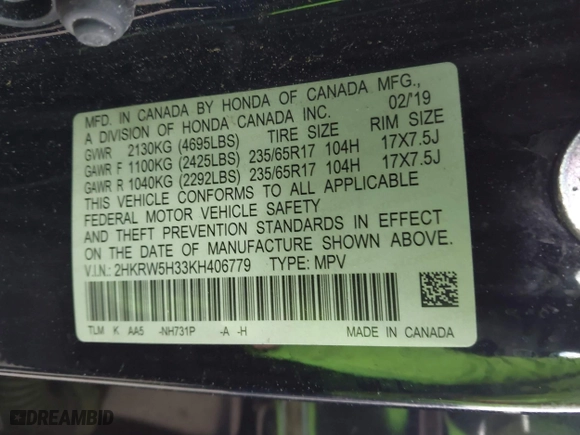 MFD. IN CANADA BY HONDA OF CANADA MFG.,
A DIVISION OF HONDA CANADA INC. 02/'19
GVWR 2130KG (4695LBS) TIRE SIZE RIM SIZE
GAWR F 1100KG (2425LBS) 235/65R17 104H 17X7.5J
GAWR R 1040KG (2292LBS) 235/65R17 104H 17X7.5J
THIS VEHICLE CONFORMS TO ALL APPLICABLE
FEDERAL MOTOR VEHICLE SAFETY
AND THEFT PREVENTION STANDARDS IN EFFECT
ON THE DATE OF MANUFACTURE SHOWN ABOVE.
V.I.N.: 2HKRW5H33KH406779 TYPE: MPV
TLM K AA5 -NH731P -A -H
MADE IN CANADA
DREAMBID